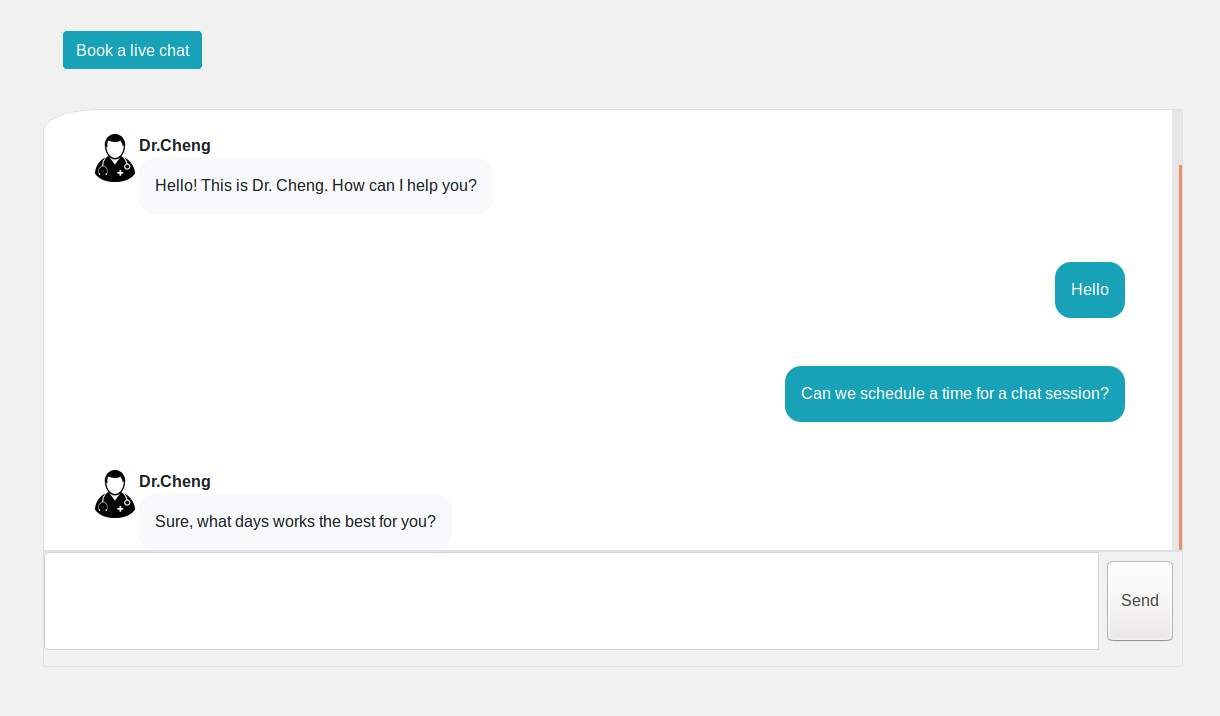 Book a live chat
Dr.Cheng
Hello! This is Dr. Cheng. How can I help you?
Hello
Can we schedule a time for a chat session?
Dr.Cheng
Sure, what days works the best for you?
Send